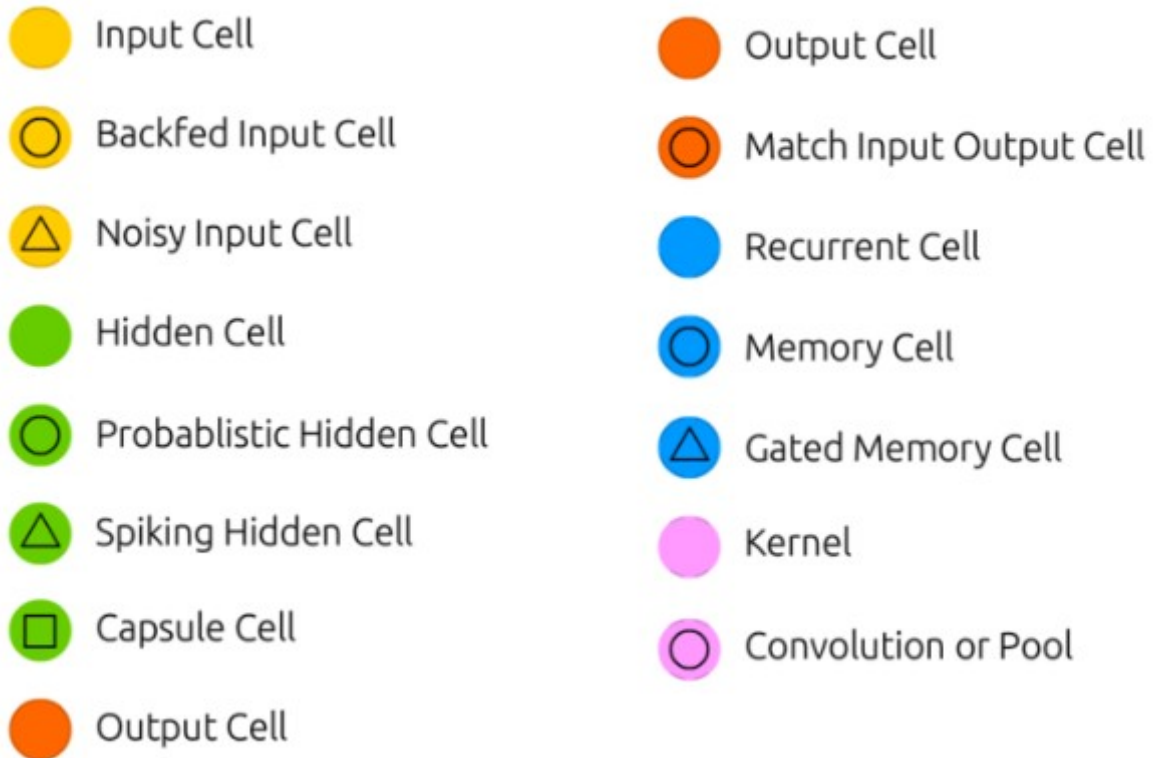 Input Cell
Backfed Input Cell
Noisy Input Cell
Hidden Cell
Probablistic Hidden Cell
Spiking Hidden Cell
Capsule Cell
Output Cell
Output Cell
Match Input Output Cell
Recurrent Cell
Memory Cell
Gated Memory Cell
Kernel
Convolution or Pool